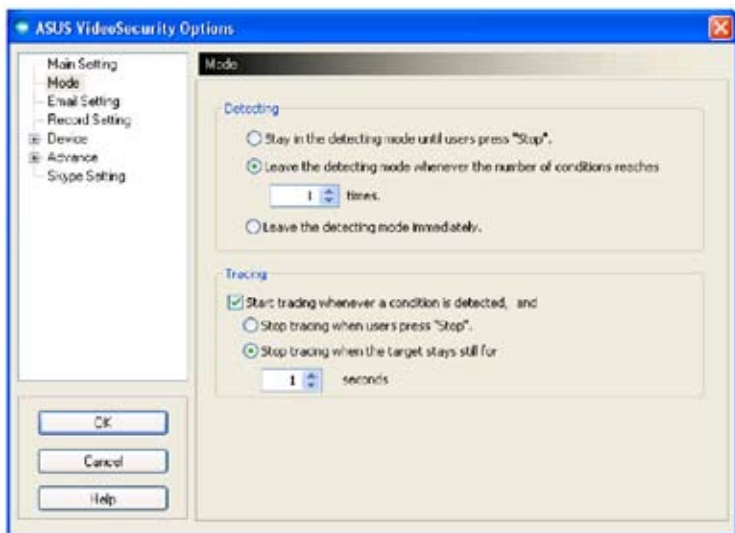 ASUS VideoSecurity Options
Main Setting
Mode
Email Setting
Record Setting
Device
Advance
Skype Setting
OK
Cancel
Help
Mode
Detecting
Stay in the detecting mode until users press "Stop".
Leave the detecting mode whenever the number of conditions reaches
1 times.
Leave the detecting mode immediately.
Tracing
Start tracing whenever a condition is detected, and
Stop tracing when users press "Stop".
Stop tracing when the target stays still for
1 seconds